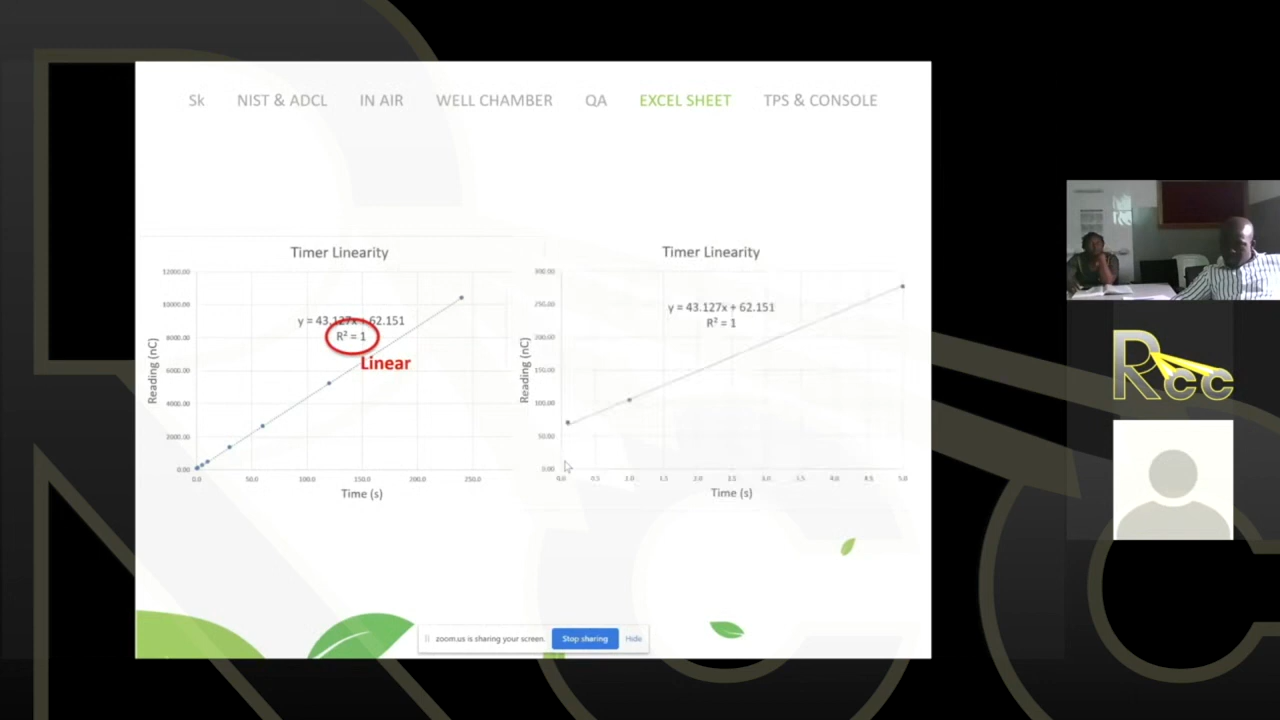 Sk NIST & ADCL IN AIR WELL CHAMBER QA EXCEL SHEET TPS & CONSOLE
Timer Linearity
12000.00
10000.00
8000.00
6000.00
4000.00
2000.00
0.00
Reading (nC)
y = 43.127x + 62.151
R² = 1
Linear
0.0 50.0 100.0 150.0 200.0 250.0
Time (s)
Timer Linearity
300.00
250.00
200.00
150.00
100.00
50.00
0.00
Reading (nC)
y = 43.127x + 62.151
R² = 1
0.0 0.5 1.0 1.5 2.0 2.5 3.0 3.5 4.0 4.5 5.0
Time (s)
zoom.us is sharing your screen. Stop sharing Hide
Rcc